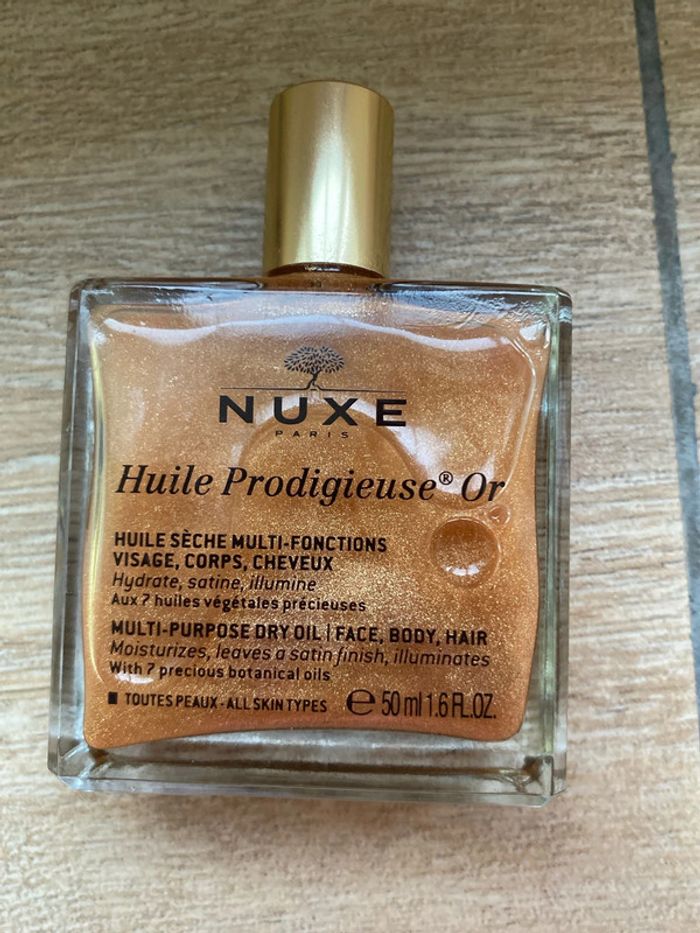 NUXE
PARIS
Huile Prodigieuse® Or
HUILE SÈCHE MULTI-FONCTIONS
VISAGE, CORPS, CHEVEUX
Hydrate, satine, illumine
Aux 7 huiles végétales précieuses
MULTI-PURPOSE DRY OIL | FACE, BODY, HAIR
Moisturizes, leaves a satin finish, illuminates
With 7 precious botanical oils
TOUTES PEAUX - ALL SKIN TYPES ℮ 50 ml 1.6 FL.OZ.